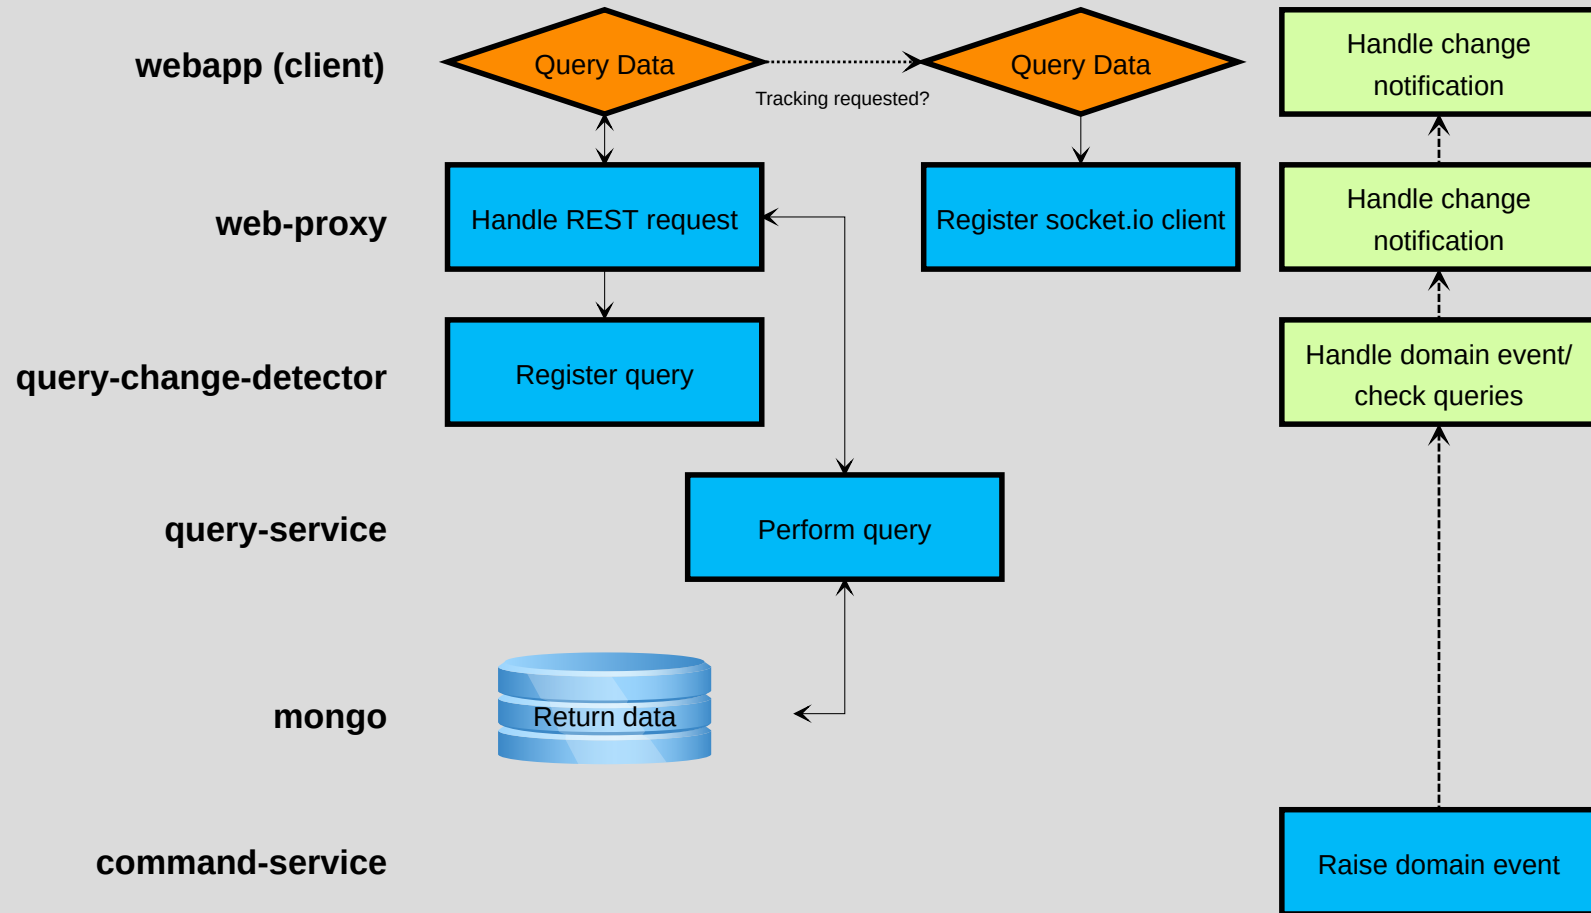 webapp (client)
Query Data
Tracking requested?
Query Data
Handle change
notification
web-proxy
Handle REST request
Register socket.io client
Handle change
notification
query-change-detector
Register query
Handle domain event/
check queries
query-service
Perform query
mongo
Return data
command-service
Raise domain event